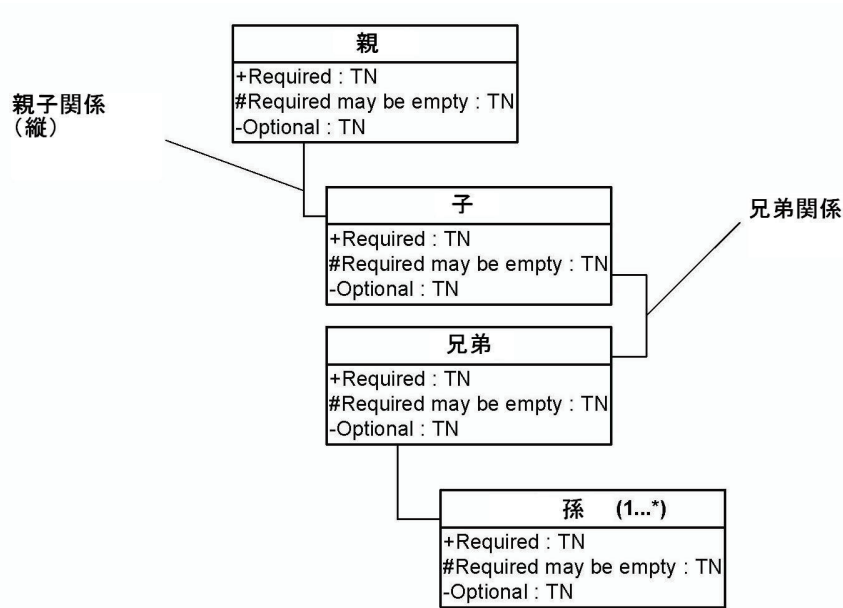 親
+Required : TN
#Required may be empty : TN
-Optional : TN
親子関係
（縦）
子
+Required : TN
#Required may be empty : TN
-Optional : TN
兄弟関係
兄弟
+Required : TN
#Required may be empty : TN
-Optional : TN
孫 (1...*)
+Required : TN
#Required may be empty : TN
-Optional : TN